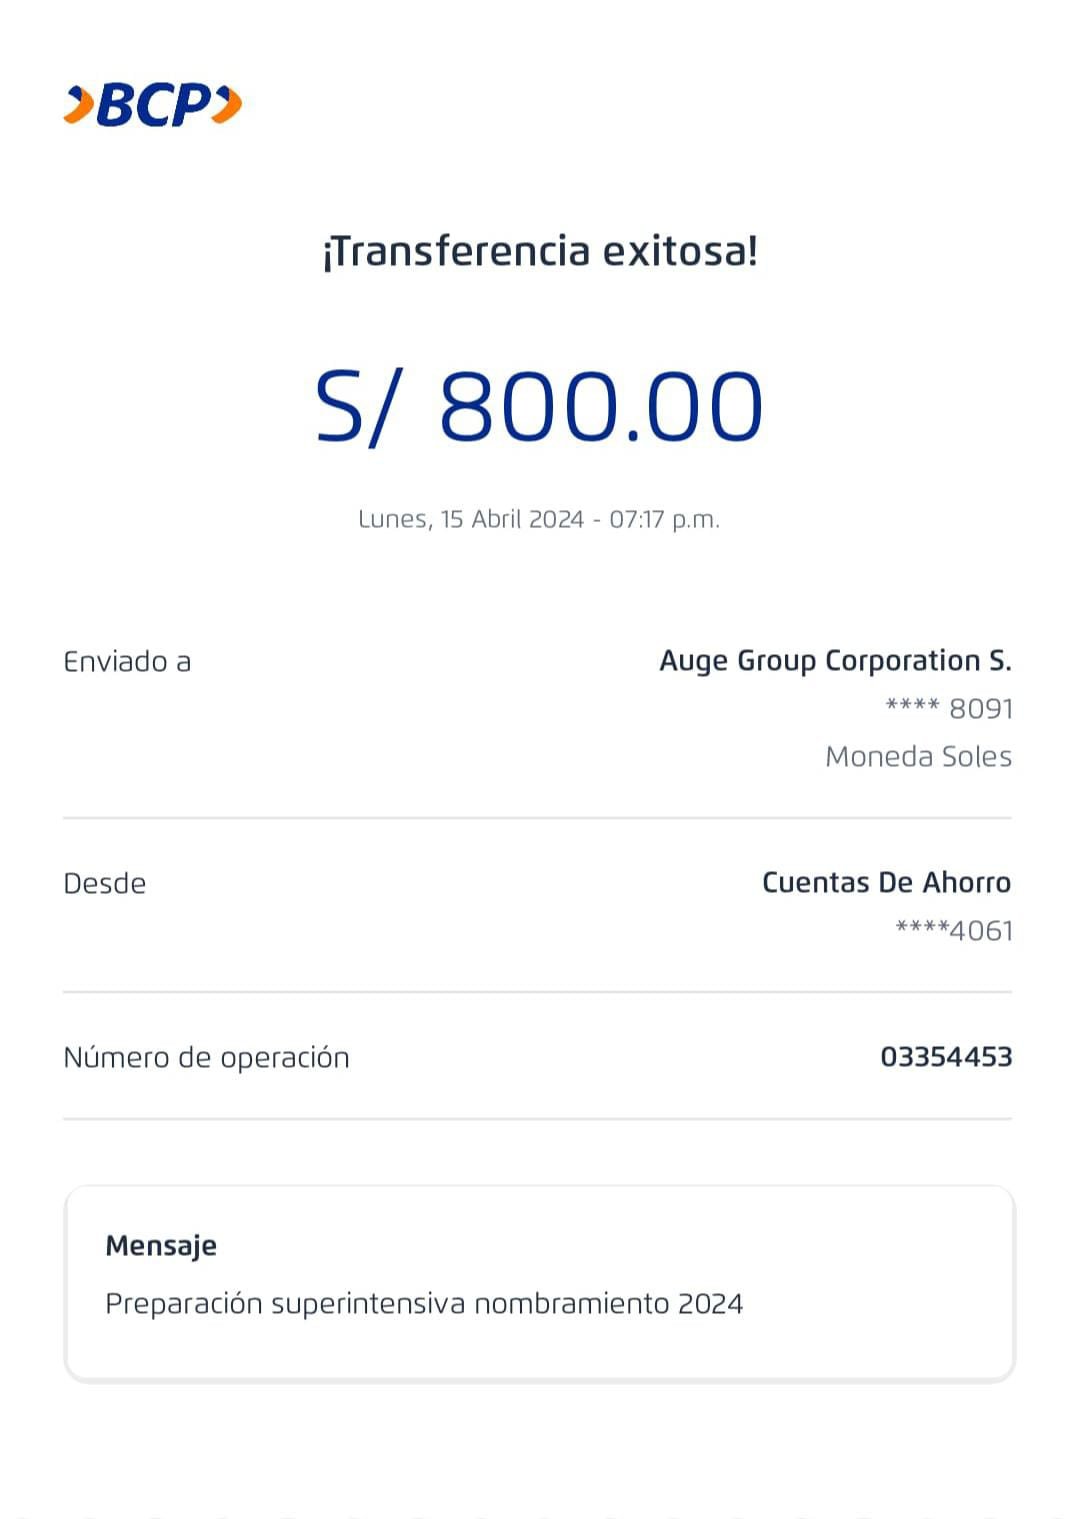 BCP
¡Transferencia exitosa!
S/ 800.00
Lunes, 15 Abril 2024 - 07:17 p.m.
Enviado a
Auge Group Corporation S.
**** 8091
Moneda Soles
Desde
Cuentas De Ahorro
****4061
Número de operación
03354453
Mensaje
Preparación superintensiva nombramiento 2024